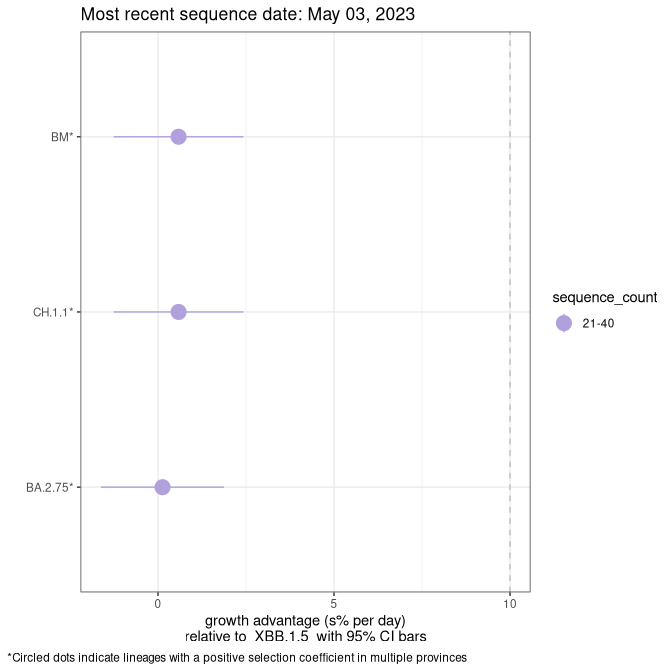 Most recent sequence date: May 03, 2023
BM*
CH.1.1*
BA.2.75*
sequence_count
21-40
0 5 10
growth advantage (s% per day)
relative to XBB.1.5 with 95% CI bars
*Circled dots indicate lineages with a positive selection coefficient in multiple provinces